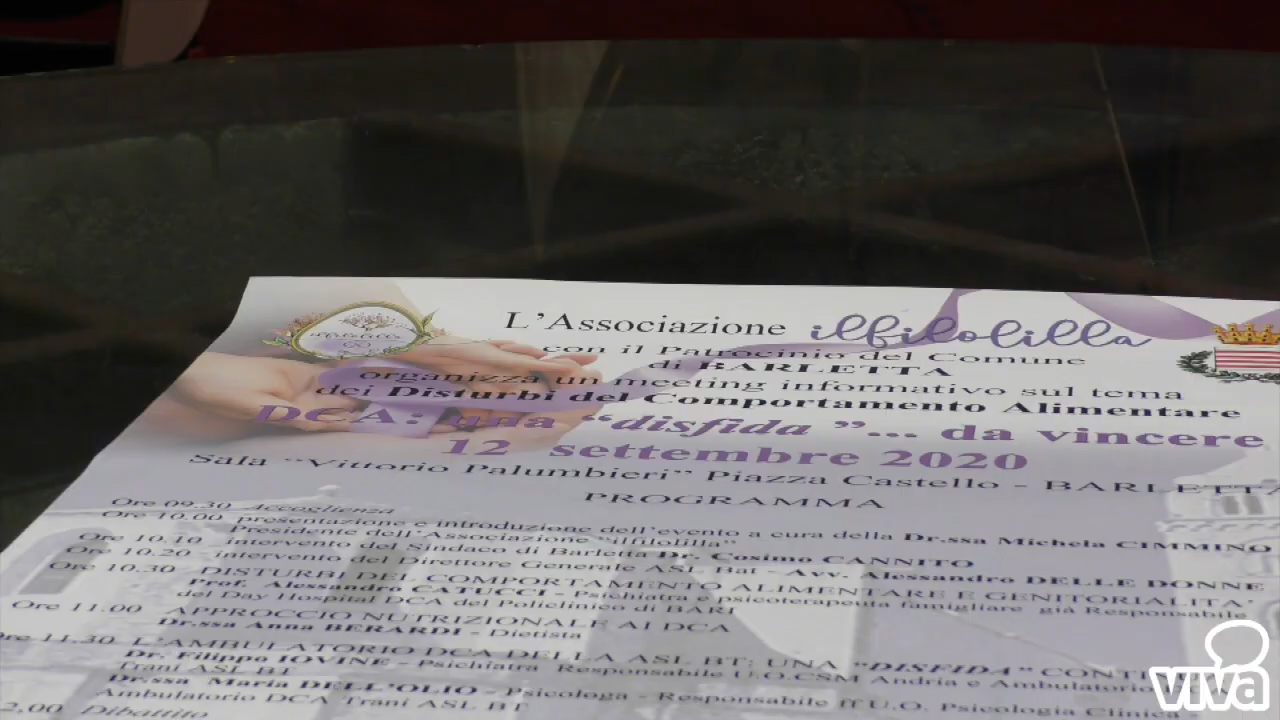 L'Associazione ilfilolilla
con il Patrocinio del Comune
di BARLETTA
organizza un meeting informativo sul tema
dei Disturbi del Comportamento Alimentare
DCA: una "disfida "... da vincere
12 settembre 2020
Sala "Vittorio Palumbieri" Piazza Castello - BARLETTA
PROGRAMMA
Ore 09.30 Accoglienza
Ore 10.00 presentazione e introduzione dell'evento a cura della Dr.ssa Michela CIMMINO
Presidente dell'Associazione "ilfilolilla"
Ore 10.10 intervento del Sindaco di Barletta Dr. Cosimo CANNITO
Ore 10.20 intervento del Direttore Generale ASL Bat - Avv. Alessandro DELLE DONNE
Ore 10.30 DISTURBI DEL COMPORTAMENTO ALIMENTARE E GENITORIALITA'
Prof. Alessandro CATUCCI - Psichiatra e psicoterapeuta famigliare già Responsabile
del Day Hospital DCA del Policlinico di BARI
Ore 11.00 APPROCCIO NUTRIZIONALE AI DCA
Dr.ssa Anna BERARDI - Dietista
Ore 11.30 L'AMBULATORIO DCA DELLA ASL BT: UNA "DISFIDA"
Dr. Filippo IOVINE - Psichiatra Responsabile U.O.CSM Andria e Ambulatorio
Trani ASL BT
Dr.ssa Maria DELL'OLIO - Psicologa - Responsabile ff U.O. Psicologia Clinica
Ambulatorio DCA Trani ASL BT
2,00 Dibattito
viva